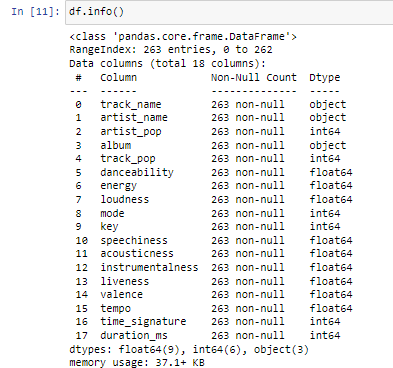 In [11]: df.info()
<class 'pandas.core.frame.DataFrame'>
RangeIndex: 263 entries, 0 to 262
Data columns (total 18 columns):
 #   Column            Non-Null Count  Dtype
---  ------            --------------  -----
 0   track_name        263 non-null    object
 1   artist_name       263 non-null    object
 2   artist_pop        263 non-null    int64
 3   album             263 non-null    object
 4   track_pop         263 non-null    int64
 5   danceability      263 non-null    float64
 6   energy            263 non-null    float64
 7   loudness          263 non-null    float64
 8   mode              263 non-null    int64
 9   key               263 non-null    int64
 10  speechiness       263 non-null    float64
 11  acousticness      263 non-null    float64
 12  instrumentalness  263 non-null    float64
 13  liveness          263 non-null    float64
 14  valence           263 non-null    float64
 15  tempo             263 non-null    float64
 16  time_signature    263 non-null    int64
 17  duration_ms       263 non-null    int64
dtypes: float64(9), int64(6), object(3)
memory usage: 37.1+ KB